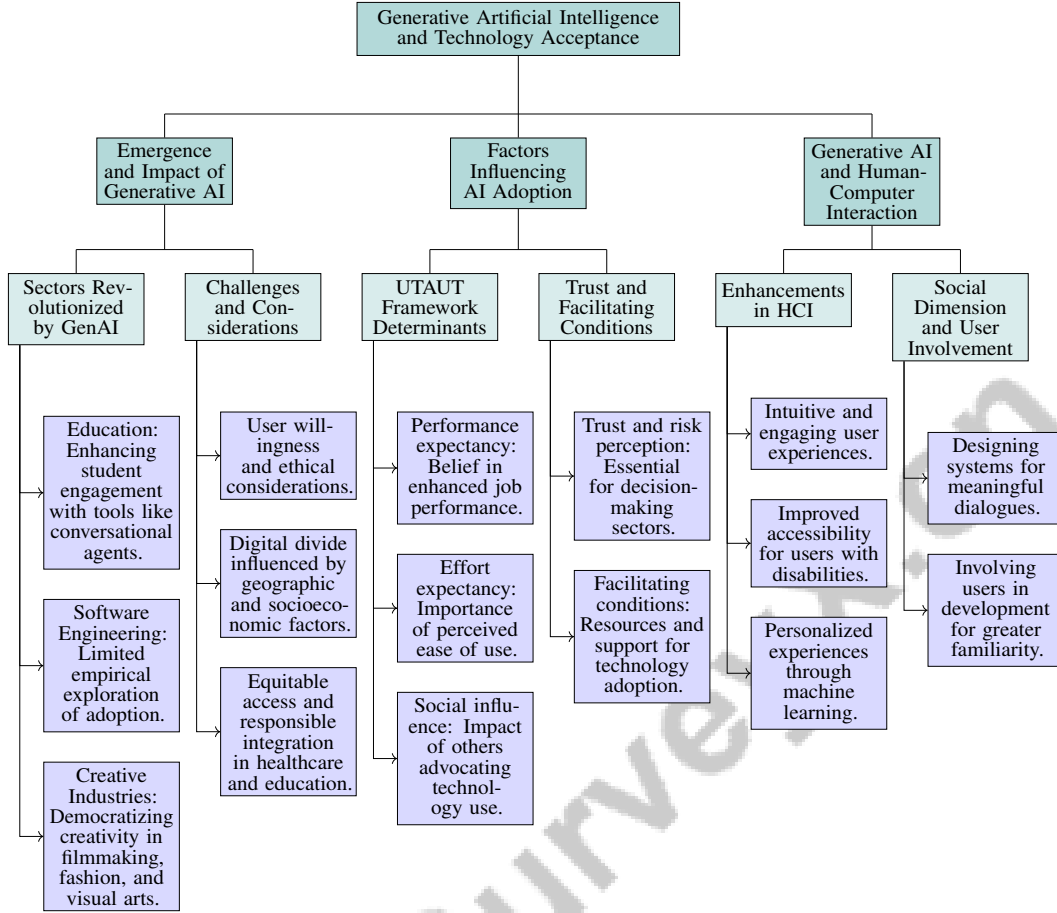 Generative Artificial Intelligence
and Technology Acceptance
Emergence
and Impact of
Generative AI
Factors
Influencing
AI Adoption
Generative AI
and Human-
Computer
Interaction
Sectors Rev-
olutionized
by GenAI
Challenges
and Con-
siderations
UTAUT
Framework
Determinants
Trust and
Facilitating
Conditions
Enhancements
in HCI
Social
Dimension
and User
Involvement
Education:
Enhancing
student
engagement
with tools like
conversational
agents.
Software
Engineering:
Limited
empirical
exploration
of adoption.
Creative
Industries:
Democratizing
creativity in
filmmaking,
fashion, and
visual arts.
User will-
ingness
and ethical
considerations.
Digital divide
influenced by
geographic
and socioeco-
nomic factors.
Equitable
access and
responsible
integration
in healthcare
and education.
Performance
expectancy:
Belief in
enhanced job
performance.
Effort
expectancy:
Importance
of perceived
ease of use.
Social influ-
ence: Impact
of others
advocating
technol-
ogy use.
Trust and risk
perception:
Essential
for decision-
making
sectors.
Facilitating
conditions:
Resources and
support for
technology
adoption.
Intuitive and
engaging user
experiences.
Improved
accessibility
for users with
disabilities.
Personalized
experiences
through
machine
learning.
Designing
systems for
meaningful
dialogues.
Involving
users in
development
for greater
familiarity.